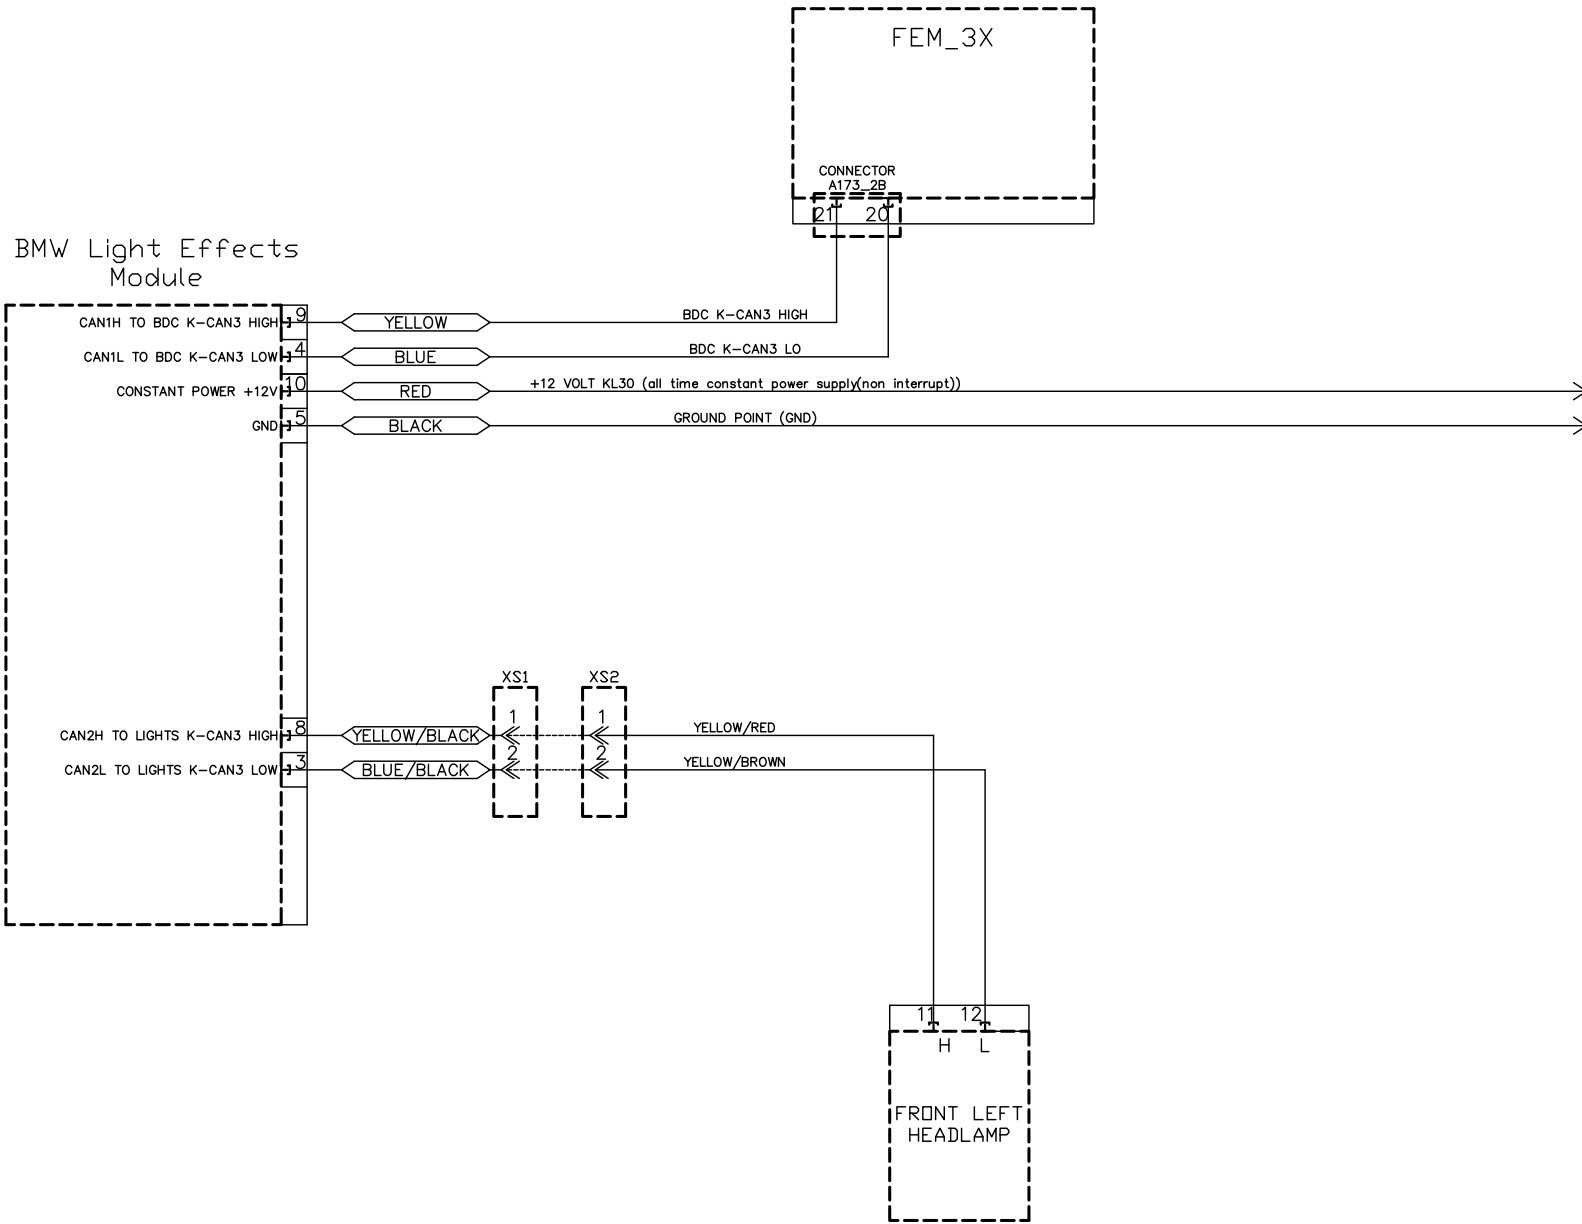 FEM_3X
CONNECTOR
A173_2B
21 20
BMW Light Effects
Module
CAN1H TO BDC K-CAN3 HIGH 9 YELLOW BDC K-CAN3 HIGH
CAN1L TO BDC K-CAN3 LOW 4 BLUE BDC K-CAN3 LO
CONSTANT POWER +12V 10 RED +12 VOLT KL30 (all time constant power supply(non interrupt))
GND 5 BLACK GROUND POINT (GND)
XS1 XS2
1 1
CAN2H TO LIGHTS K-CAN3 HIGH 8 YELLOW/BLACK YELLOW/RED
2 2
CAN2L TO LIGHTS K-CAN3 LOW 3 BLUE/BLACK YELLOW/BROWN
11 12
H L
FRONT LEFT
HEADLAMP